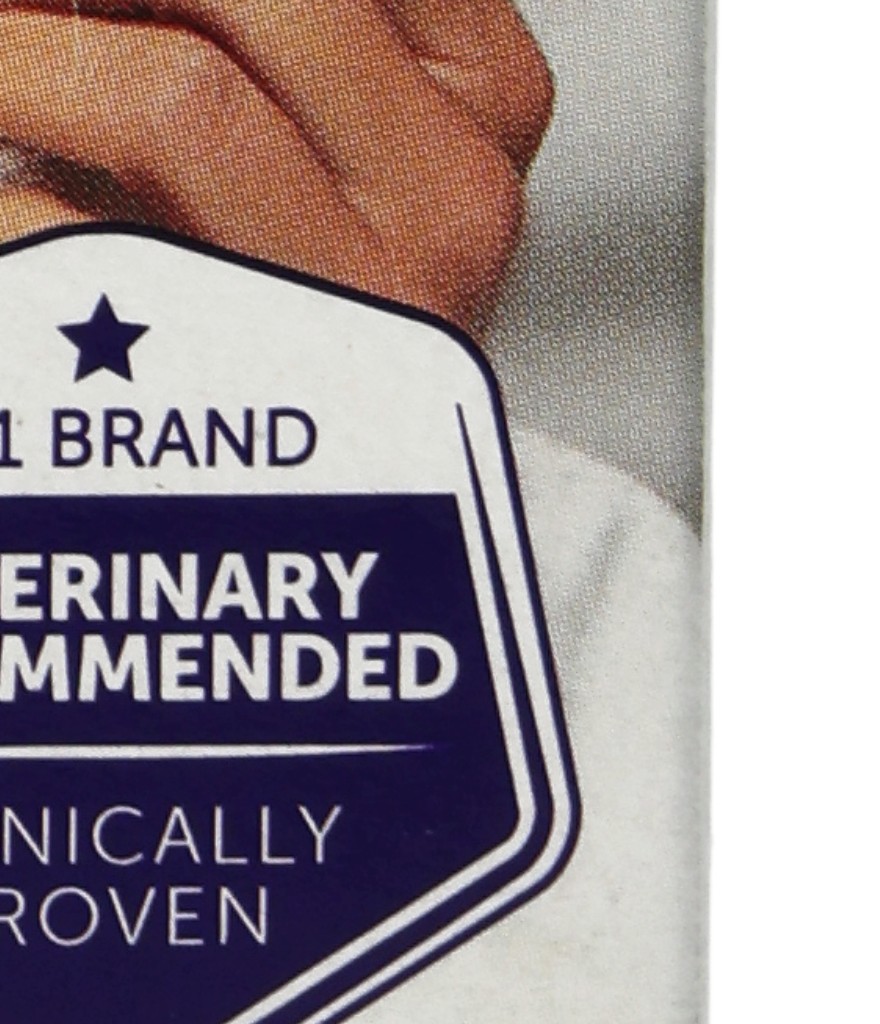 1 BRAND
ERINARY
MMENDED
NICALLY
ROVEN